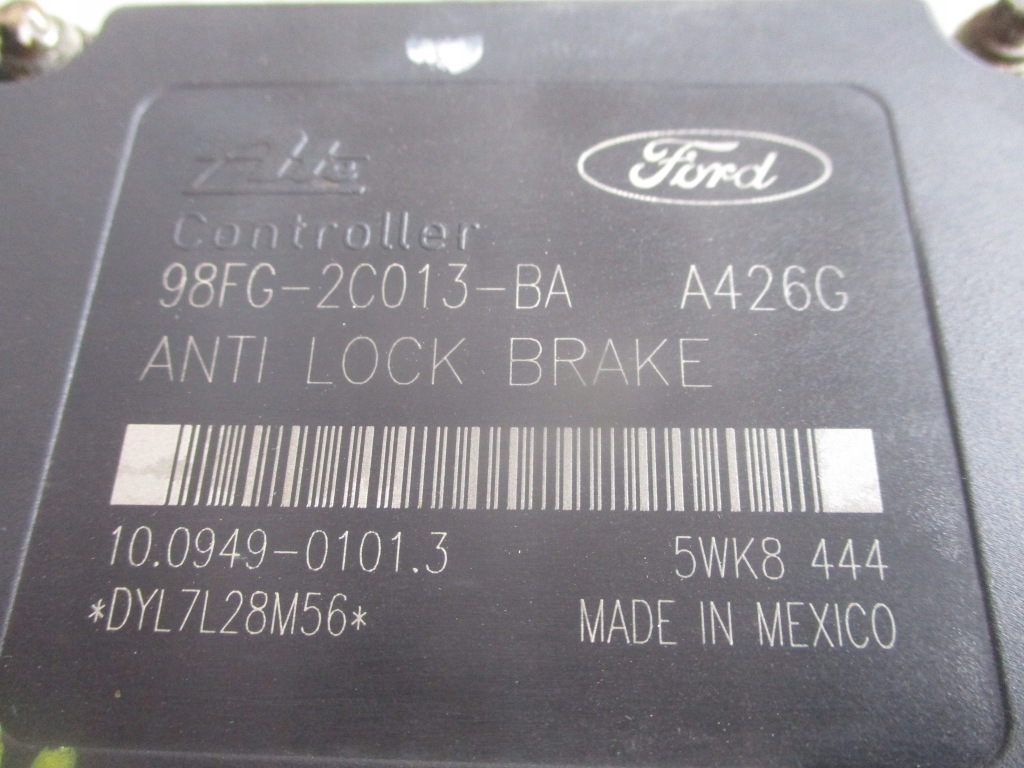 Ate
Ford
Controller
98FG-2C013-BA A426G
ANTI LOCK BRAKE
10.0949-0101.3 5WK8 444
*DYL7L28M56* MADE IN MEXICO